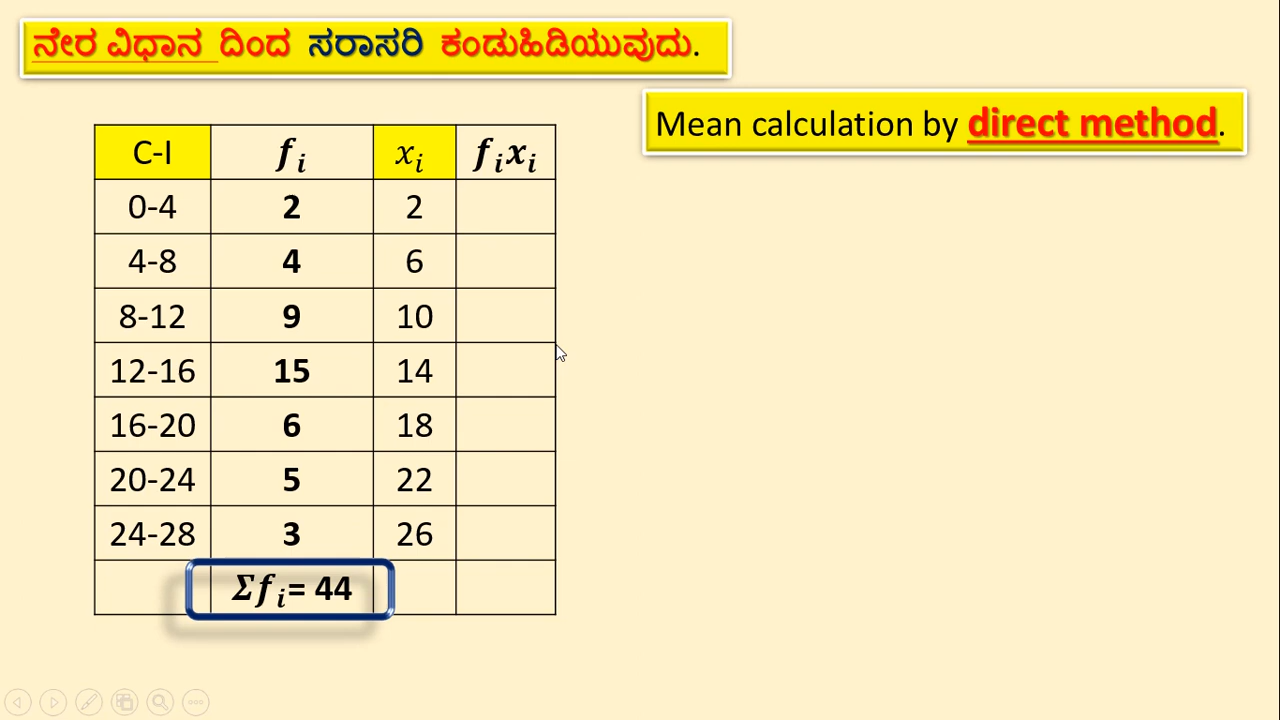 ನೇರ ವಿಧಾನ ದಿಂದ ಸರಾಸರಿ ಕಂಡುಹಿಡಿಯುವುದು.
Mean calculation by direct method.
C-I fᵢ xᵢ fᵢxᵢ
0-4 2 2
4-8 4 6
8-12 9 10
12-16 15 14
16-20 6 18
20-24 5 22
24-28 3 26
Σfᵢ= 44